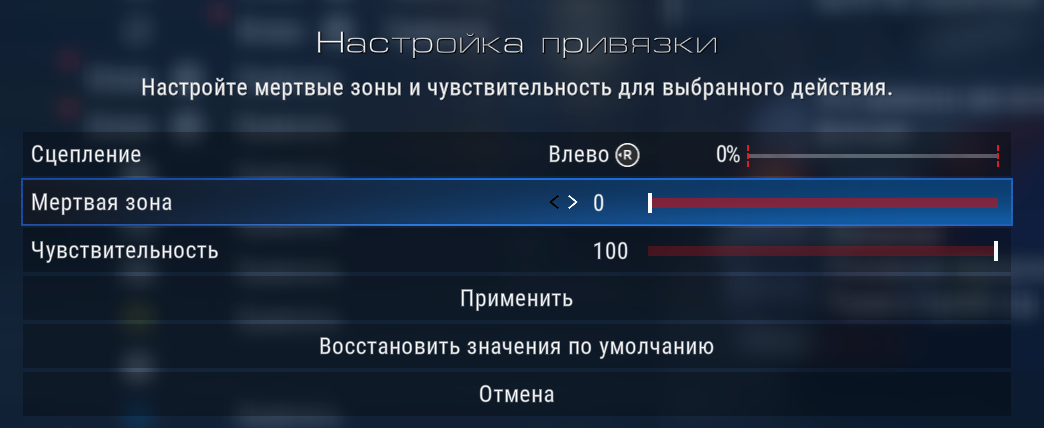 Настройка привязки
Настройте мертвые зоны и чувствительность для выбранного действия.
Сцепление Влево R 0%
Мертвая зона < > 0
Чувствительность 100
Применить
Восстановить значения по умолчанию
Отмена